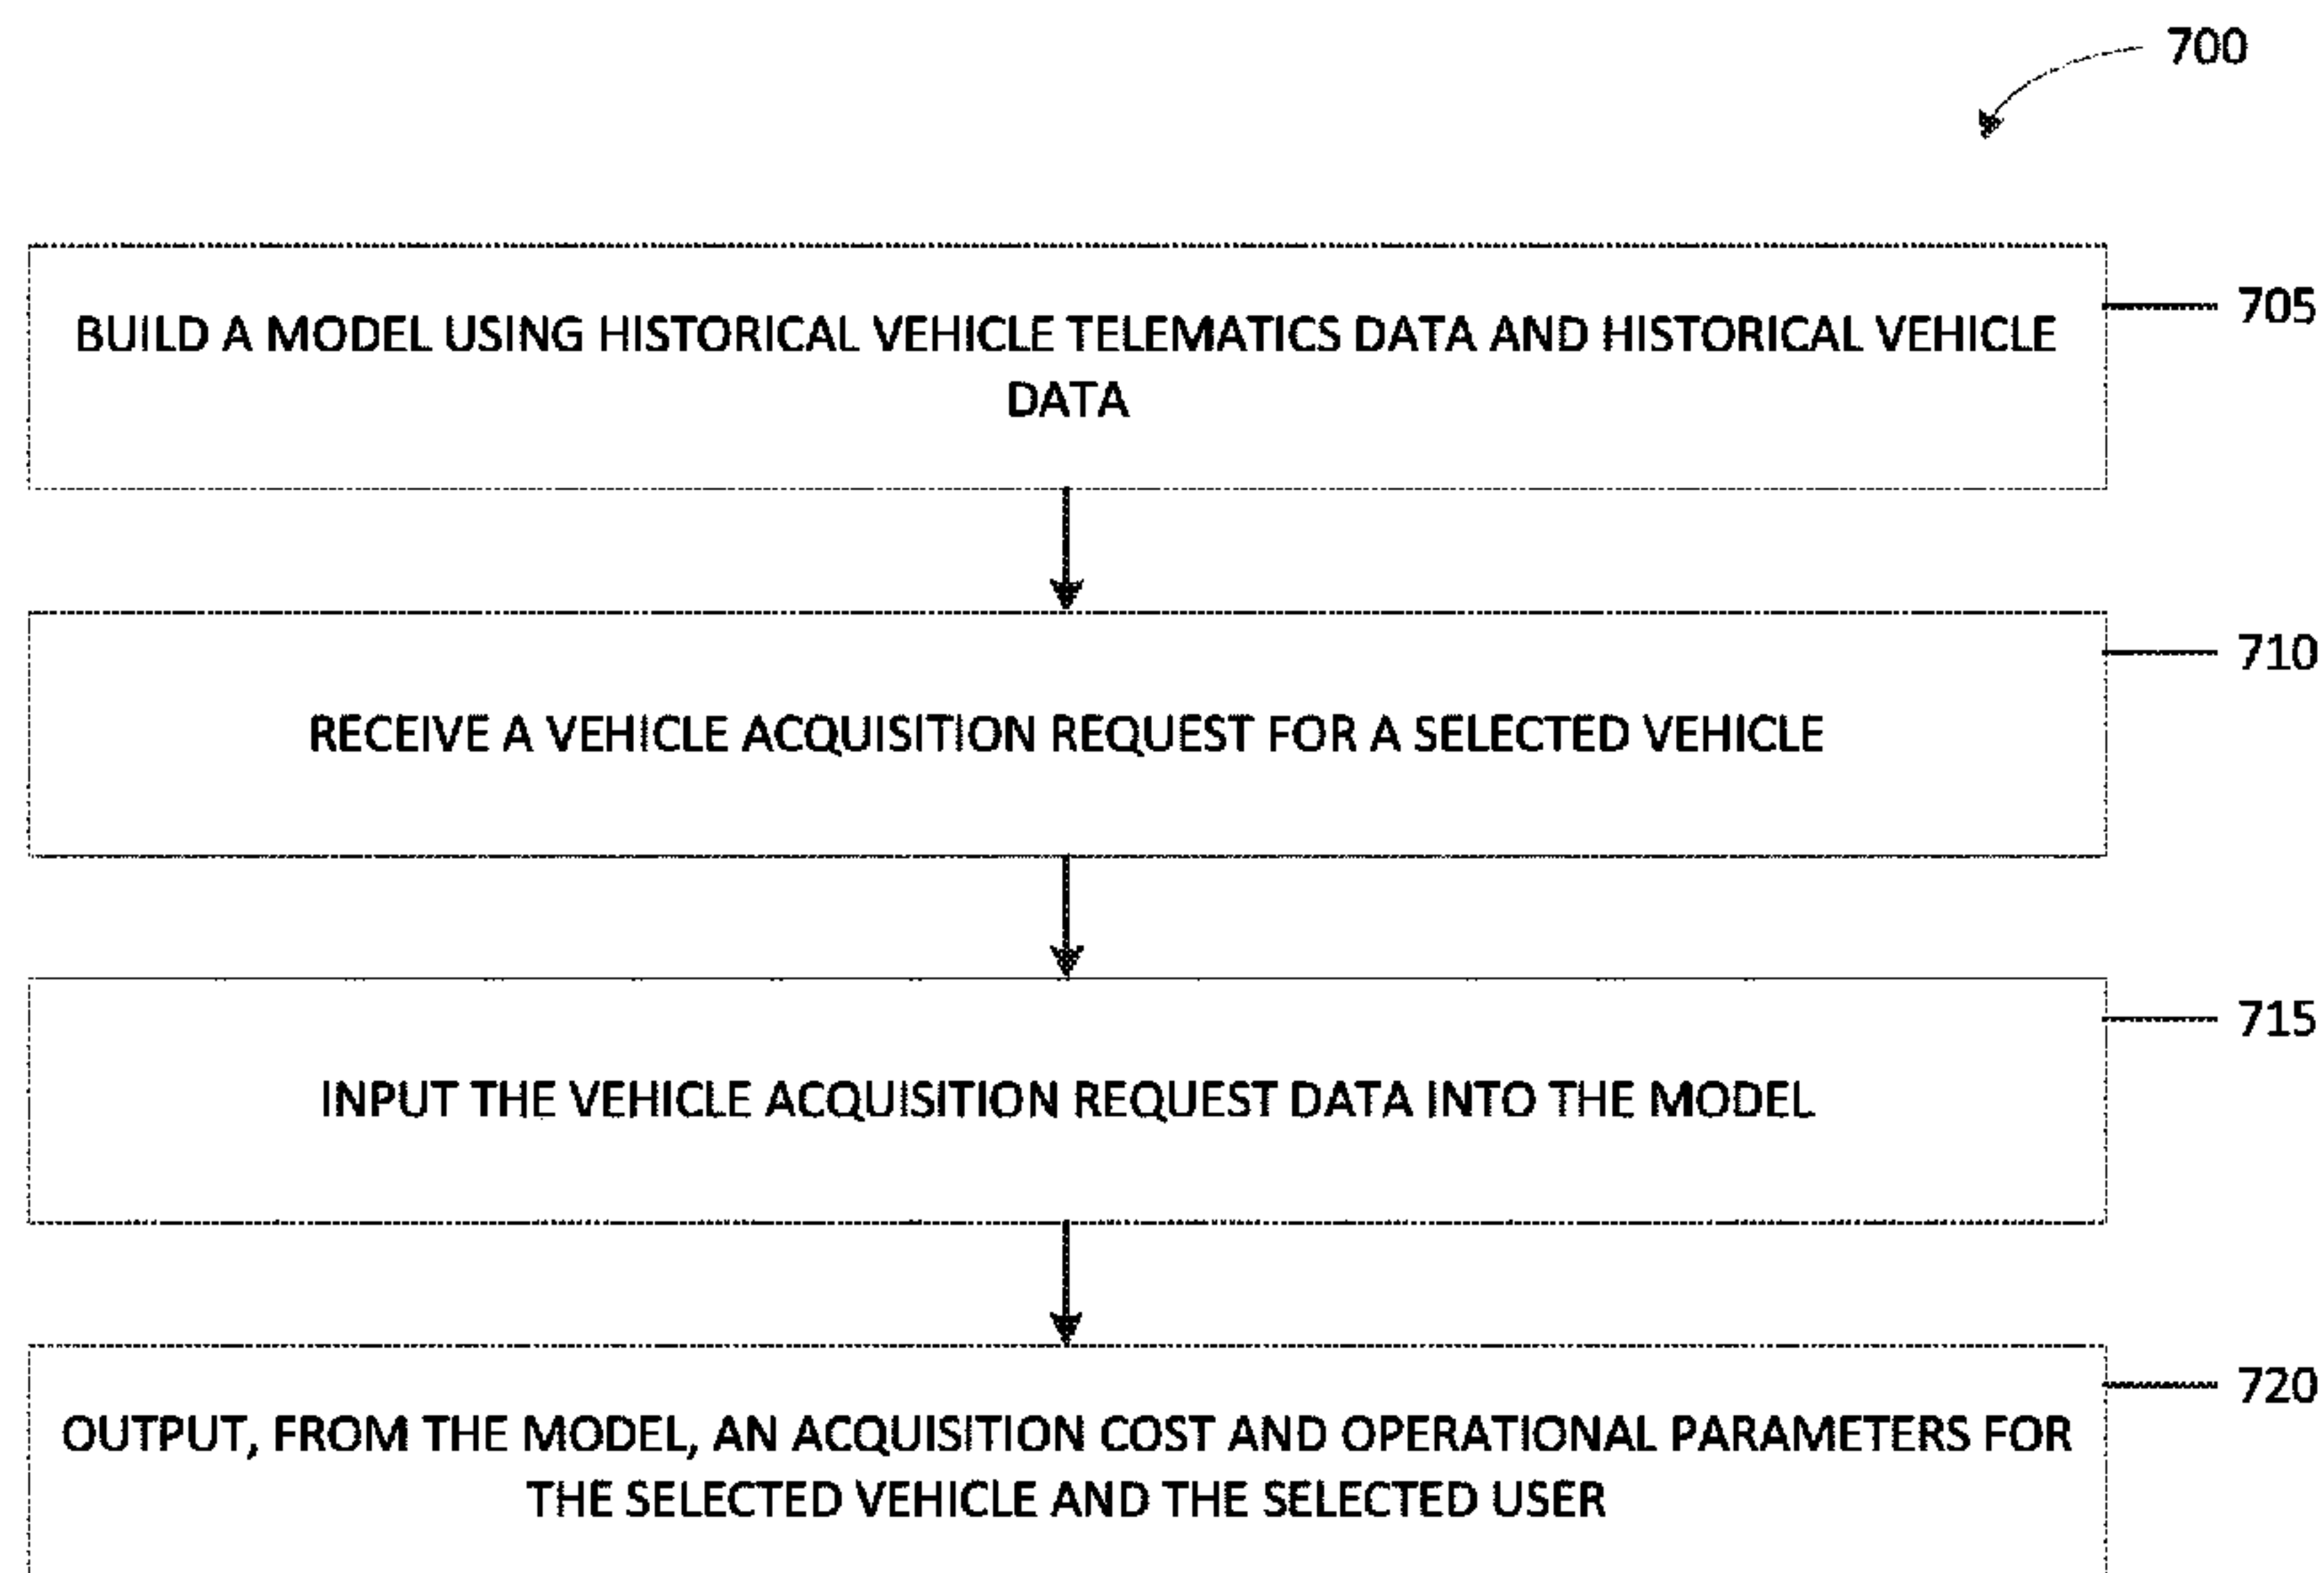 700
BUILD A MODEL USING HISTORICAL VEHICLE TELEMATICS DATA AND HISTORICAL VEHICLE
DATA
705
RECEIVE A VEHICLE ACQUISITION REQUEST FOR A SELECTED VEHICLE
710
INPUT THE VEHICLE ACQUISITION REQUEST DATA INTO THE MODEL
715
OUTPUT, FROM THE MODEL, AN ACQUISITION COST AND OPERATIONAL PARAMETERS FOR
THE SELECTED VEHICLE AND THE SELECTED USER
720